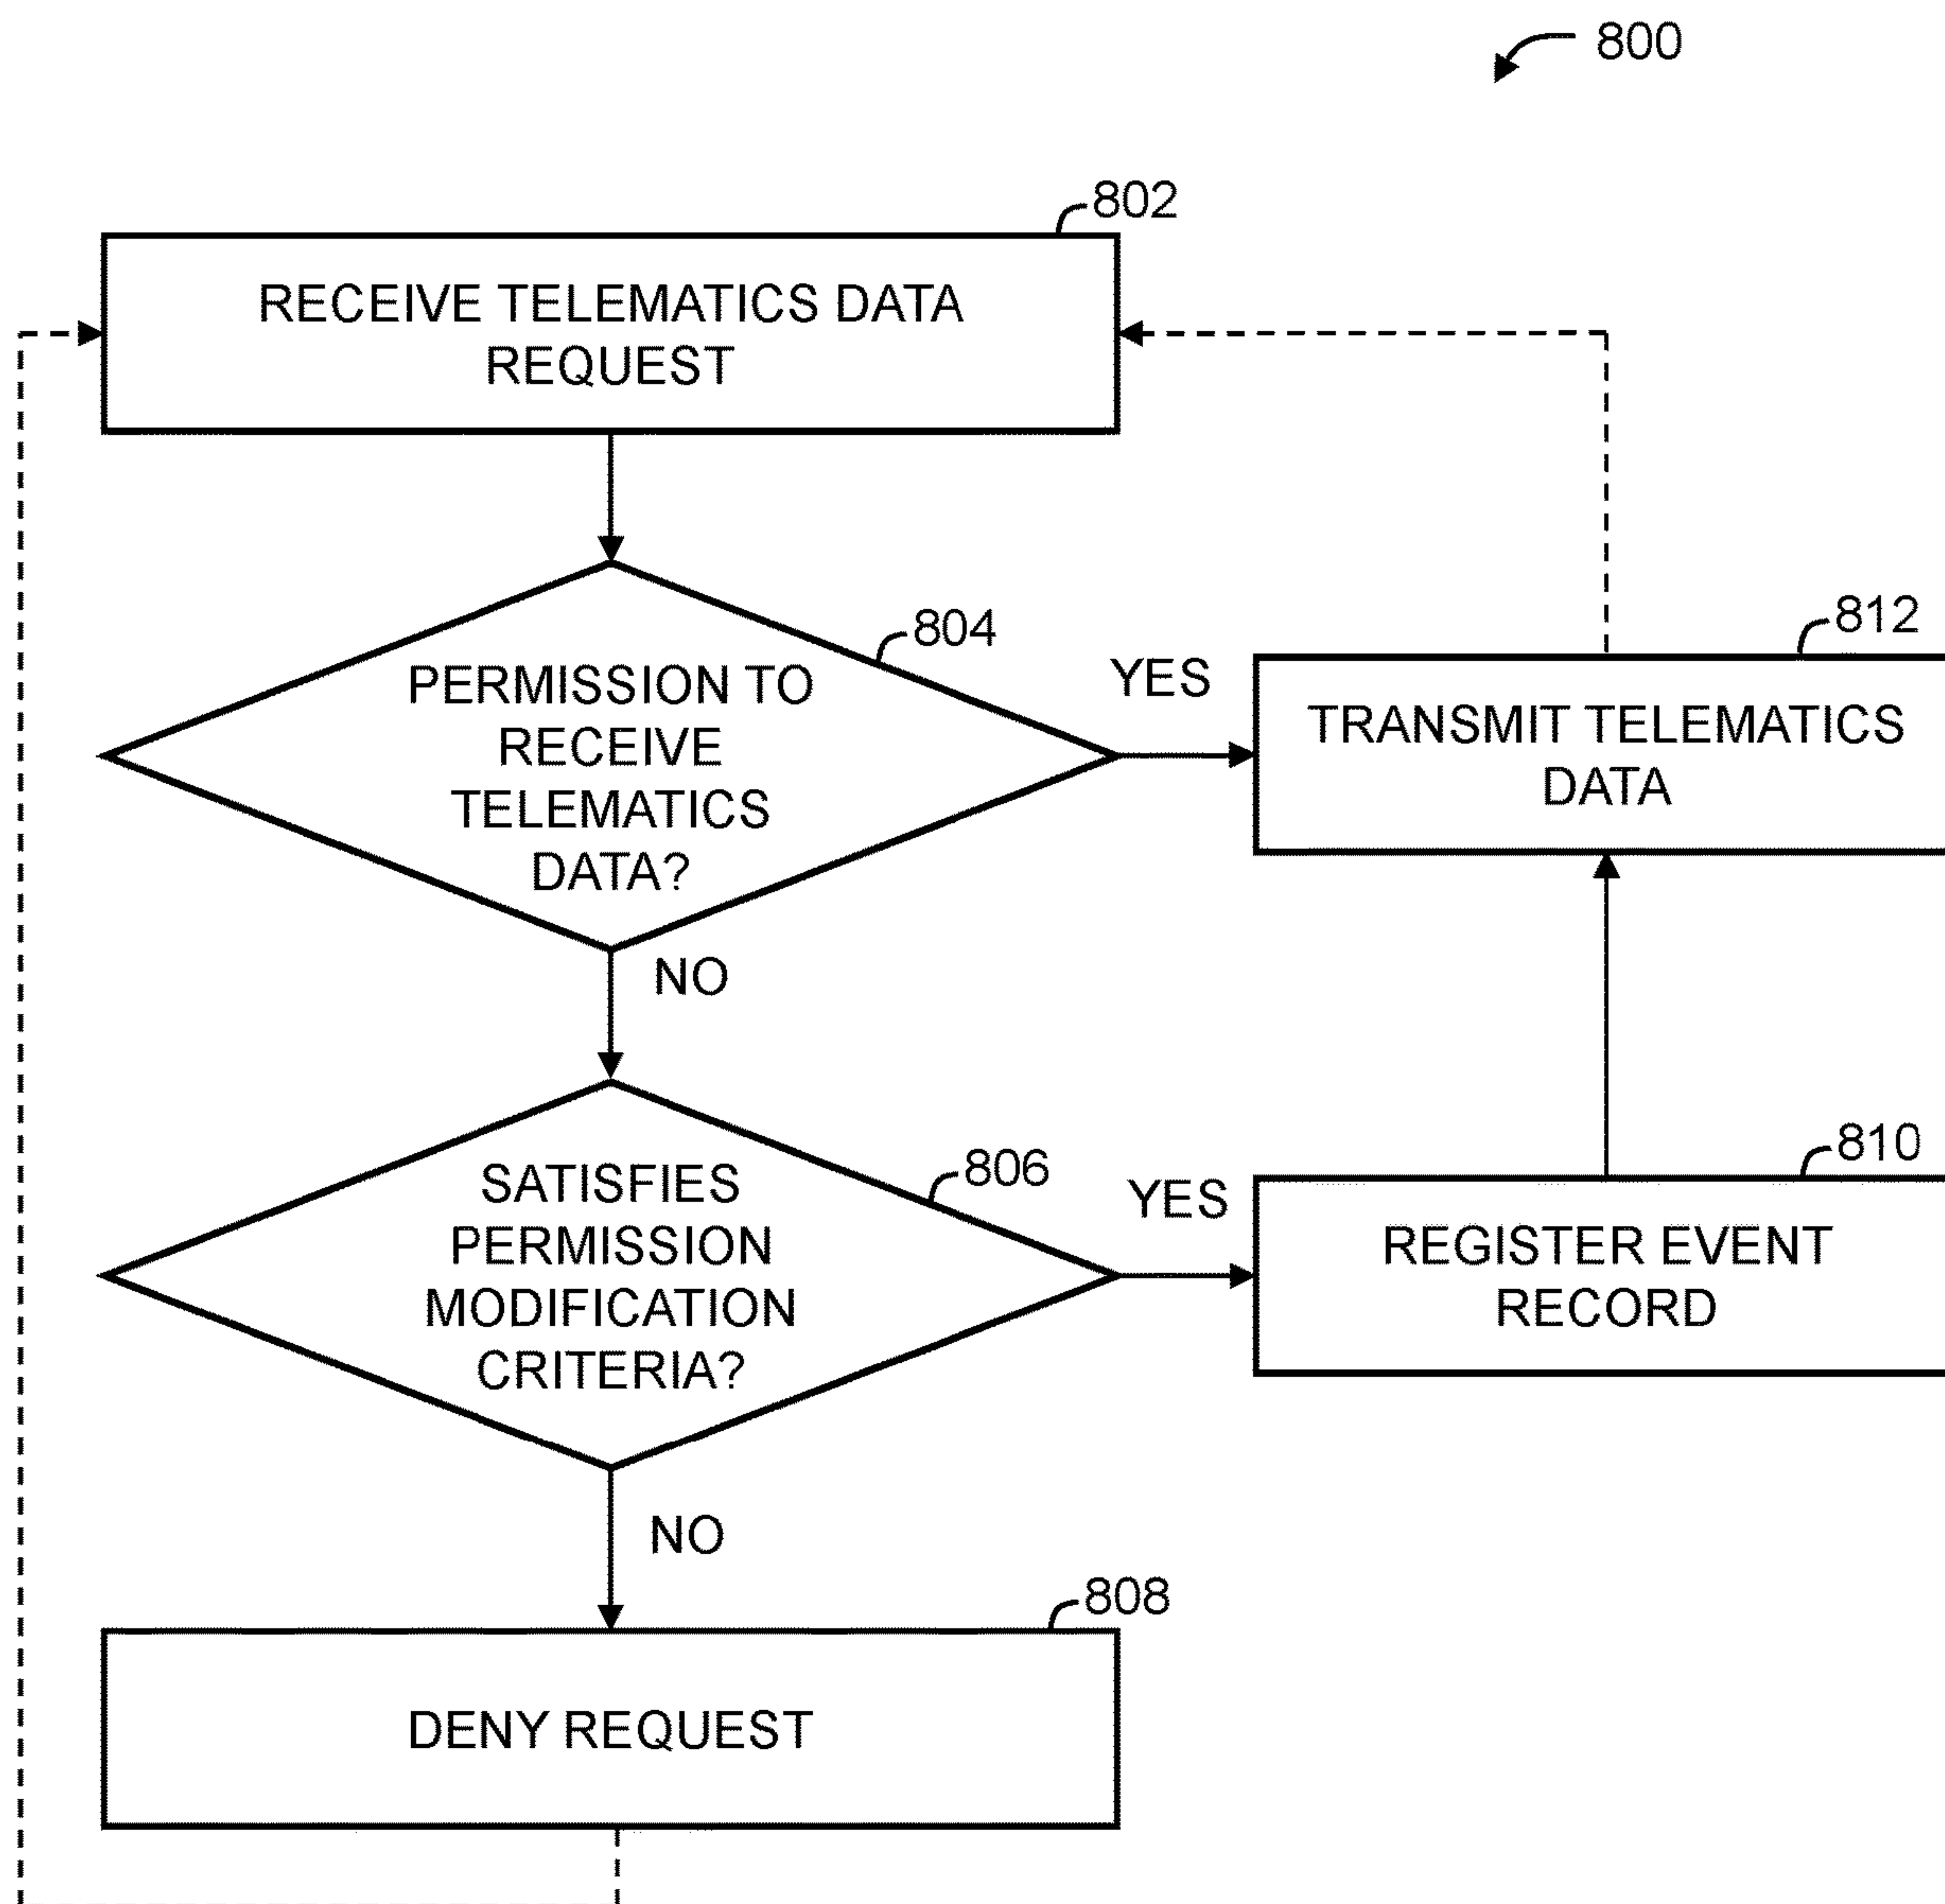 800
802
RECEIVE TELEMATICS DATA
REQUEST
804
PERMISSION TO
RECEIVE
TELEMATICS
DATA?
YES
812
TRANSMIT TELEMATICS
DATA
NO
806
SATISFIES
PERMISSION
MODIFICATION
CRITERIA?
YES
810
REGISTER EVENT
RECORD
NO
808
DENY REQUEST